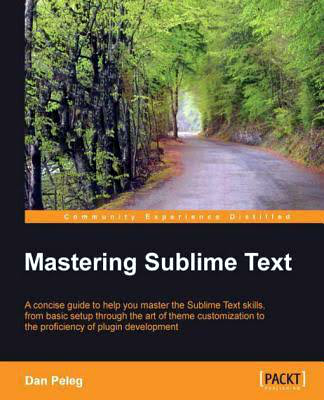 Community Experience Distilled
Mastering Sublime Text
A concise guide to help you master the Sublime Text skills,
from basic setup through the art of theme customization to
the proficiency of plugin development
Dan Peleg
[PACKT]
PUBLISHING